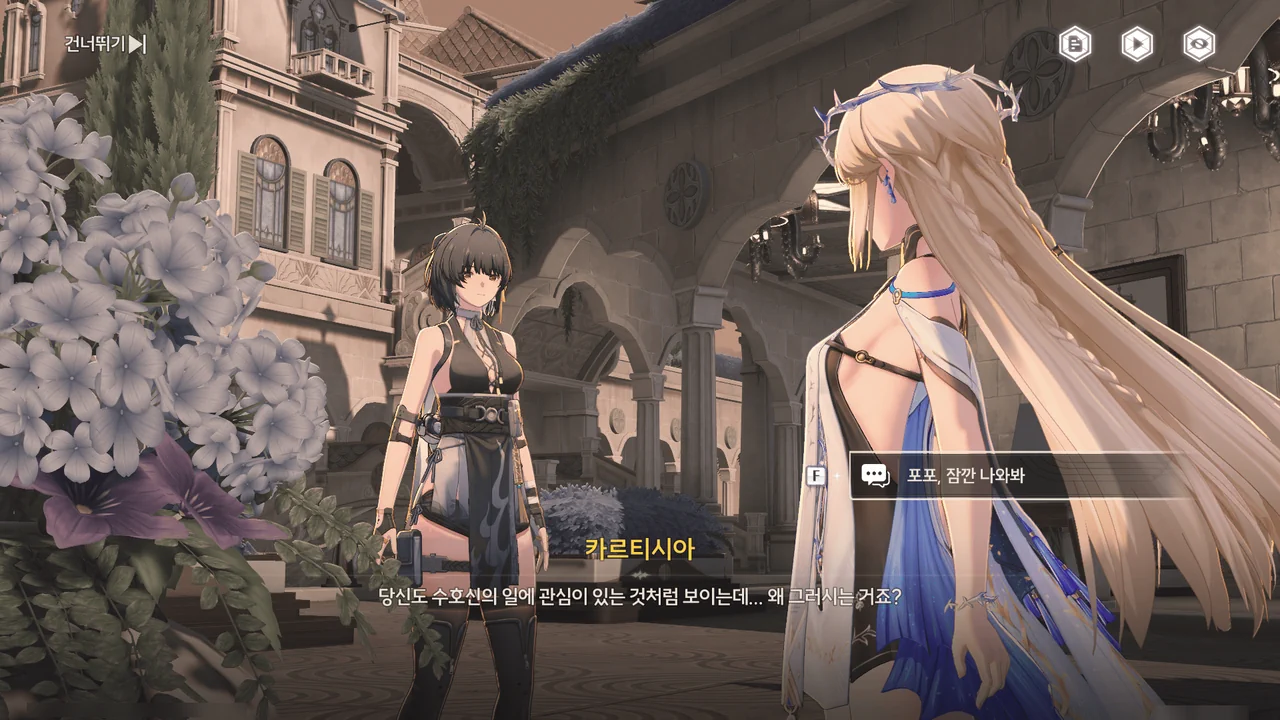 건너뛰기
F
포포, 잠깐 나와봐
카르티시아
당신도 수호신의 일에 관심이 있는 것처럼 보이는데... 왜 그러시는 거죠?